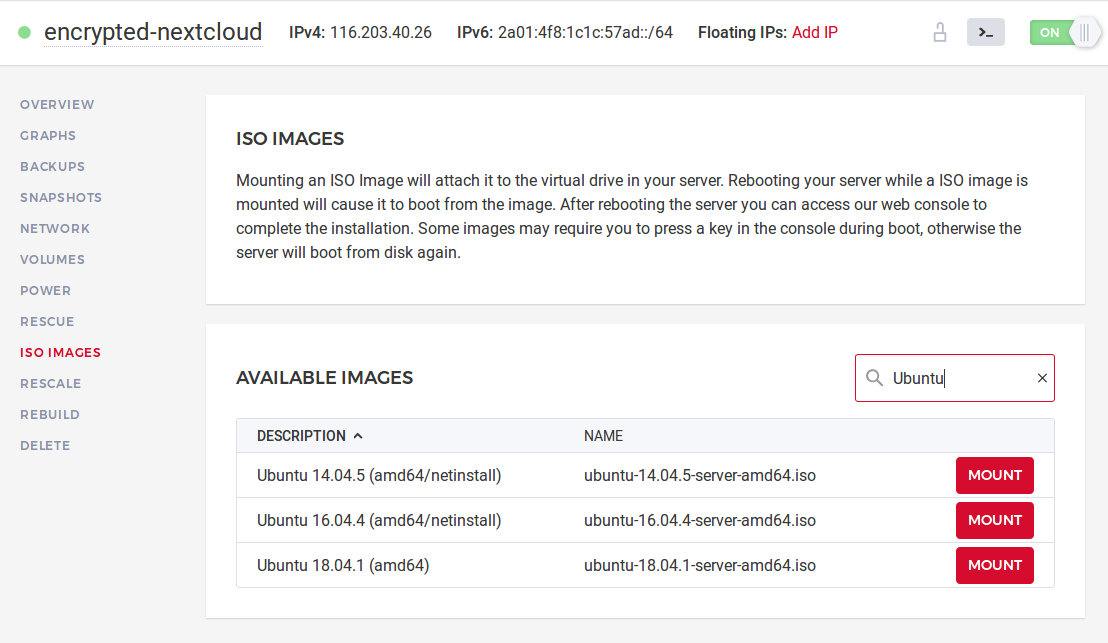 encrypted-nextcloud IPv4: 116.203.40.26 IPv6: 2a01:4f8:1c1c:57ad::/64 Floating IPs: Add IP >_ ON
OVERVIEW
GRAPHS
BACKUPS
SNAPSHOTS
NETWORK
VOLUMES
POWER
RESCUE
ISO IMAGES
RESCALE
REBUILD
DELETE
ISO IMAGES
Mounting an ISO Image will attach it to the virtual drive in your server. Rebooting your server while a ISO image is
mounted will cause it to boot from the image. After rebooting the server you can access our web console to
complete the installation. Some images may require you to press a key in the console during boot, otherwise the
server will boot from disk again.
AVAILABLE IMAGES
Ubuntu
DESCRIPTION NAME
Ubuntu 14.04.5 (amd64/netinstall) ubuntu-14.04.5-server-amd64.iso MOUNT
Ubuntu 16.04.4 (amd64/netinstall) ubuntu-16.04.4-server-amd64.iso MOUNT
Ubuntu 18.04.1 (amd64) ubuntu-18.04.1-server-amd64.iso MOUNT